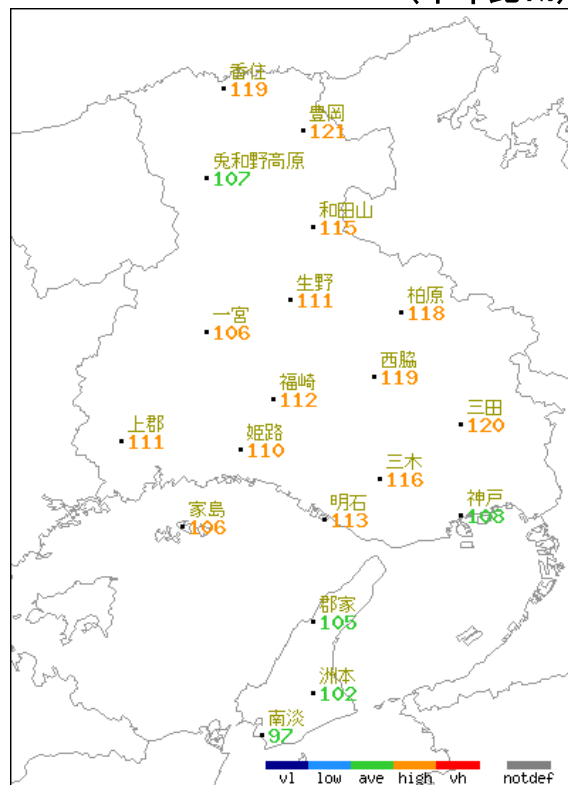 香住
119
豊岡
121
兎和野高原
107
和田山
115
生野
111
柏原
118
一宮
106
西脇
119
福崎
112
三田
120
上郡
111
姫路
110
三木
116
家島
106
明石
113
神戸
108
郡家
105
洲本
102
南淡
97
vl low ave high vh notdef